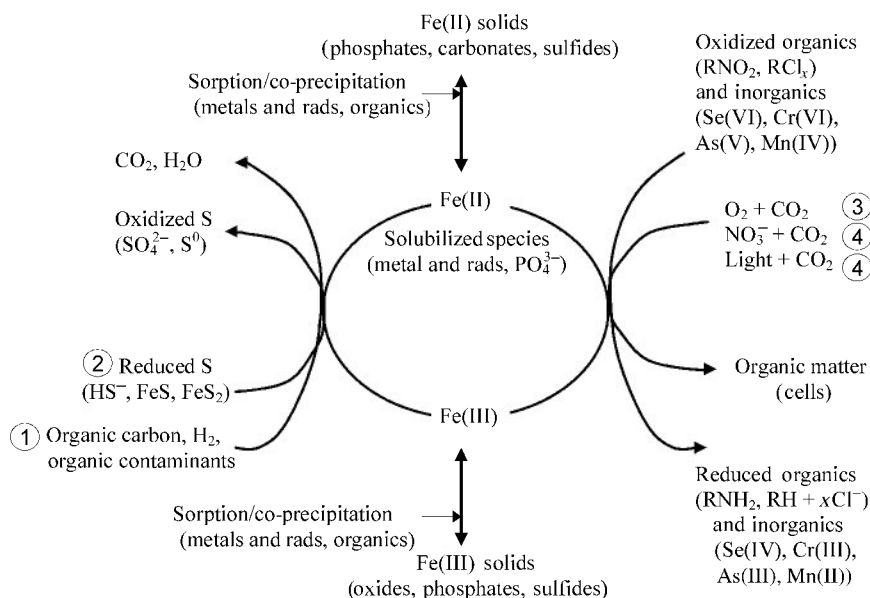 Fe(II) solids
(phosphates, carbonates, sulfides)
Sorption/co-precipitation
(metals and rads, organics)
Oxidized organics
(RNO₂, RClₓ)
and inorganics
(Se(VI), Cr(VI),
As(V), Mn(IV))
CO₂, H₂O
Oxidized S
(SO₄²⁻, S⁰)
Fe(II)
Solubilized species
(metal and rads, PO₄³⁻)
O₂ + CO₂ ③
NO₃⁻ + CO₂ ④
Light + CO₂ ④
② Reduced S
(HS⁻, FeS, FeS₂)
① Organic carbon, H₂,
organic contaminants
Fe(III)
Organic matter
(cells)
Sorption/co-precipitation
(metals and rads, organics)
Fe(III) solids
(oxides, phosphates, sulfides)
Reduced organics
(RNH₂, RH + xCl⁻)
and inorganics
(Se(IV), Cr(III),
As(III), Mn(II))